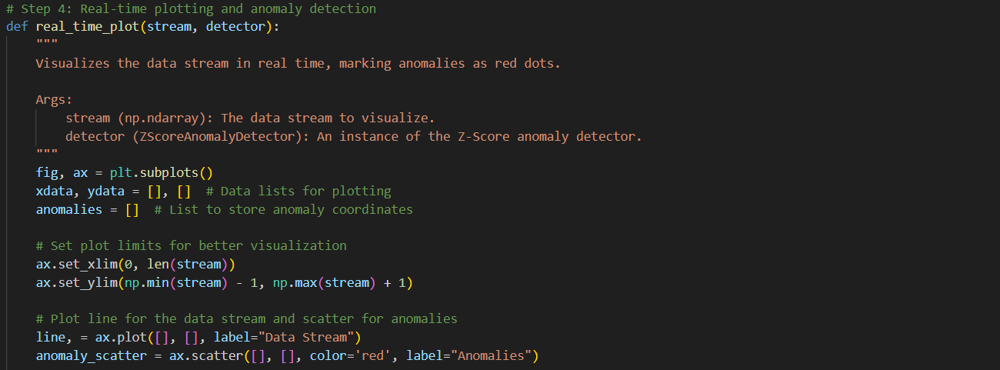 # Step 4: Real-time plotting and anomaly detection
def real_time_plot(stream, detector):
    """
    Visualizes the data stream in real time, marking anomalies as red dots.

    Args:
        stream (np.ndarray): The data stream to visualize.
        detector (ZScoreAnomalyDetector): An instance of the Z-Score anomaly detector.
    """
    fig, ax = plt.subplots()
    xdata, ydata = [], []  # Data lists for plotting
    anomalies = []  # List to store anomaly coordinates

    # Set plot limits for better visualization
    ax.set_xlim(0, len(stream))
    ax.set_ylim(np.min(stream) - 1, np.max(stream) + 1)

    # Plot line for the data stream and scatter for anomalies
    line, = ax.plot([], [], label="Data Stream")
    anomaly_scatter = ax.scatter([], [], color='red', label="Anomalies")